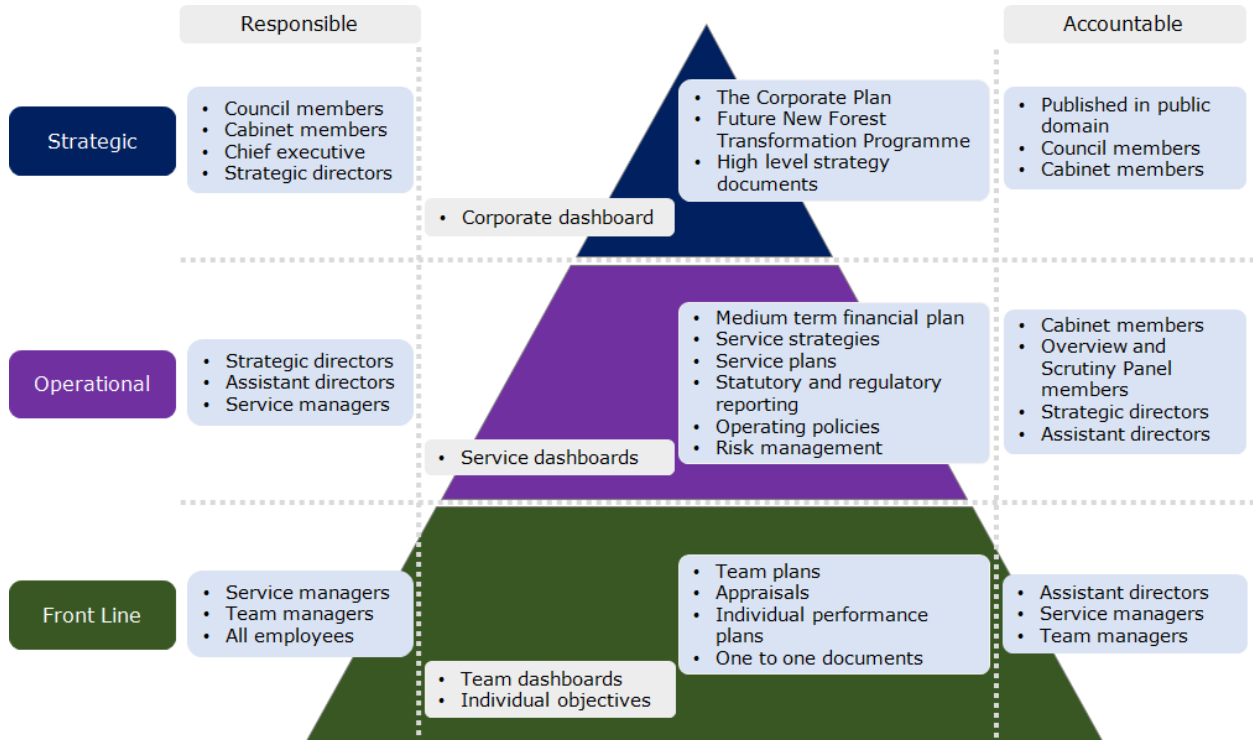 Responsible
Accountable
Strategic
• Council members
• Cabinet members
• Chief executive
• Strategic directors
• Corporate dashboard
• The Corporate Plan
• Future New Forest
Transformation Programme
• High level strategy
documents
• Published in public
domain
• Council members
• Cabinet members
Operational
• Strategic directors
• Assistant directors
• Service managers
• Service dashboards
• Medium term financial plan
• Service strategies
• Service plans
• Statutory and regulatory
reporting
• Operating policies
• Risk management
• Cabinet members
• Overview and
Scrutiny Panel
members
• Strategic directors
• Assistant directors
Front Line
• Service managers
• Team managers
• All employees
• Team dashboards
• Individual objectives
• Team plans
• Appraisals
• Individual performance
plans
• One to one documents
• Assistant directors
• Service managers
• Team managers